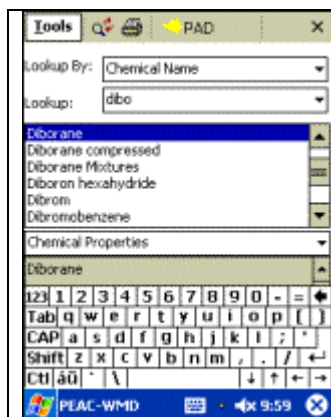 Tools PAD ×
Lookup By: Chemical Name
Lookup: dibo
Diborane
Diborane compressed
Diborane Mixtures
Diboron hexahydride
Dibrom
Dibromobenzene
Chemical Properties
Diborane
123 1 2 3 4 5 6 7 8 9 0 - =
Tab q w e r t y u i o p [ ]
CAP a s d f g h j k l ; '
Shift z x c v b n m , . /
Ctl áü ` \
PEAC-WMD 9:59